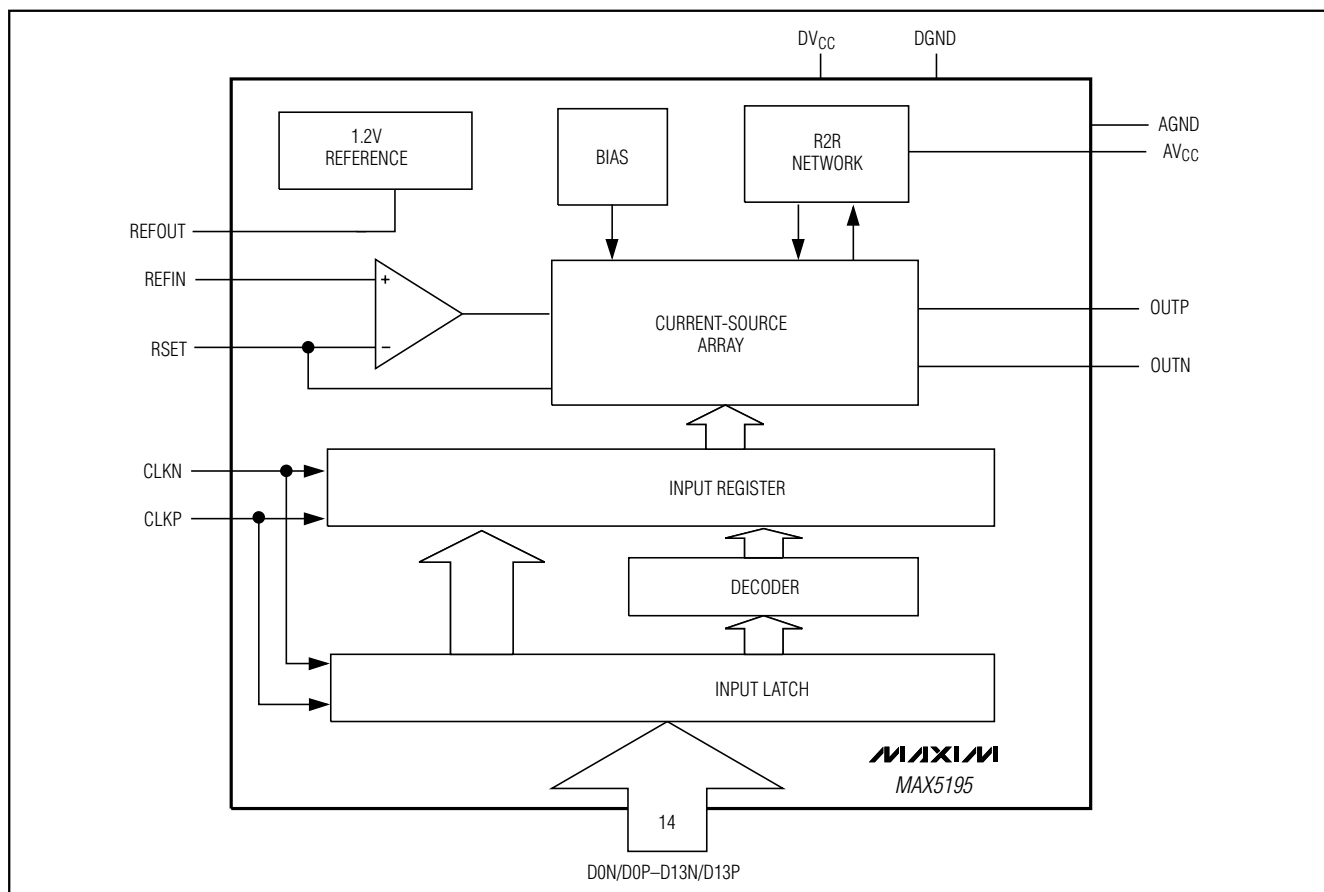 DVCC
DGND
AGND
AVCC
1.2V
REFERENCE
BIAS
R2R
NETWORK
REFOUT
REFIN
+
RSET
−
CURRENT-SOURCE
ARRAY
OUTP
OUTN
CLKN
CLKP
INPUT REGISTER
DECODER
INPUT LATCH
MAXIM
MAX5195
14
D0N/D0P–D13N/D13P